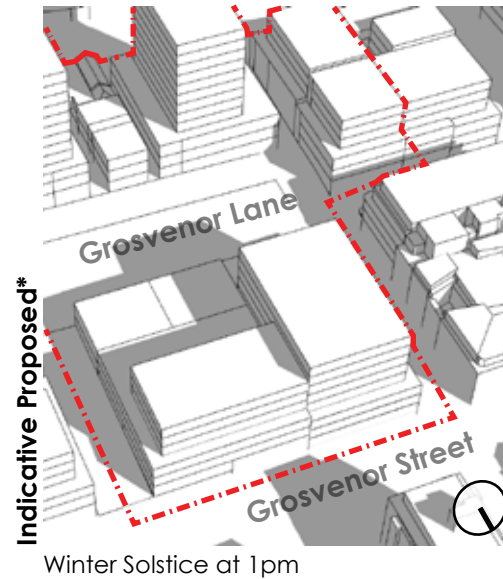 Grosvenor Lane
Indicative Proposed*
Grosvenor Street
Winter Solstice at 1pm